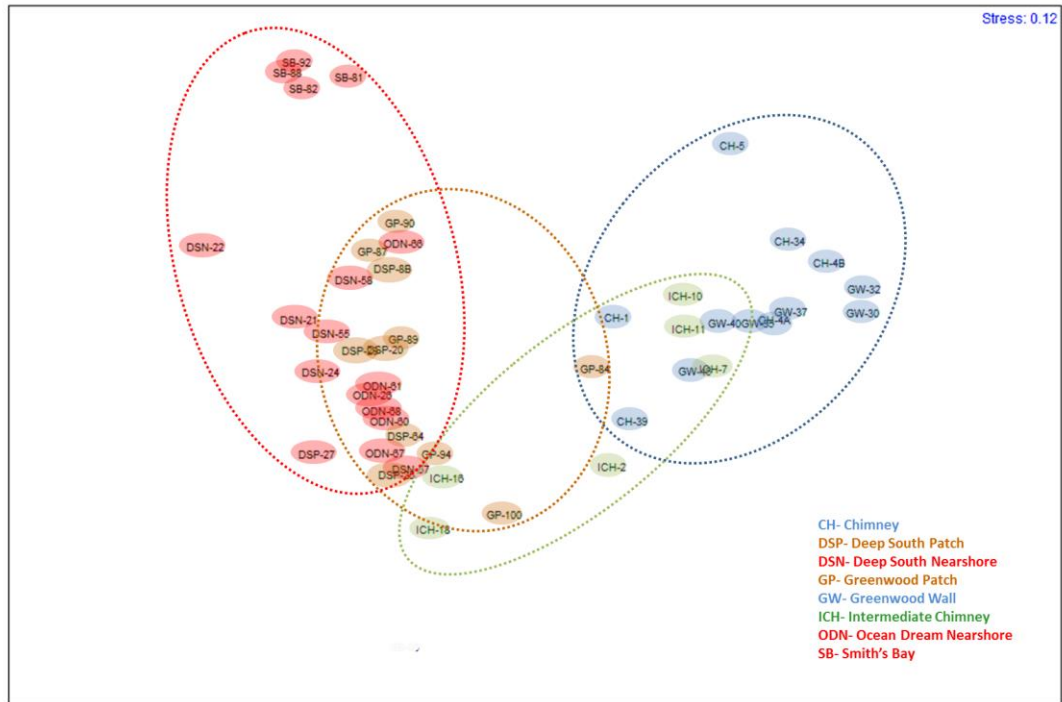 Stress: 0.12
SB-92
SB-88
SB-81
SB-82
CH-5
GP-90
DSN-22
ODN-66
CH-34
GP-87
CH-4B
DSP-8B
DSN-58
GW-32
ICH-10
GW-37
GW-30
DSN-21
CH-1
GW-40
CH-4A
DSN-55
ICH-11
GP-89
DSP-20
DSN-24
GP-84
ICH-7
ODN-61
ODN-26
ODN-68
ODN-60
CH-39
DSP-64
DSP-27
ODN-67
GP-94
DSN-57
ICH-2
ICH-16
GP-100
ICH-18
CH- Chimney
DSP- Deep South Patch
DSN- Deep South Nearshore
GP- Greenwood Patch
GW- Greenwood Wall
ICH- Intermediate Chimney
ODN- Ocean Dream Nearshore
SB- Smith's Bay